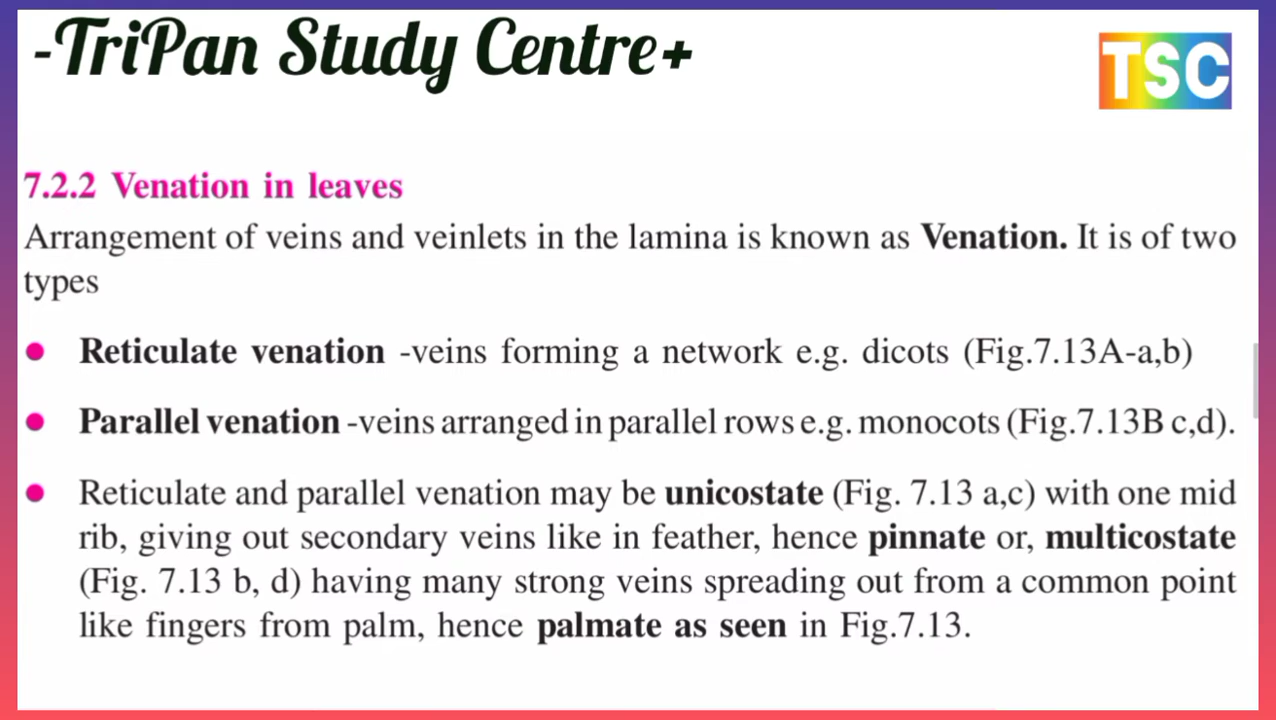 -TriPan Study Centre+
TSC
7.2.2 Venation in leaves
Arrangement of veins and veinlets in the lamina is known as Venation. It is of two
types
● Reticulate venation -veins forming a network e.g. dicots (Fig.7.13A-a,b)
● Parallel venation -veins arranged in parallel rows e.g. monocots (Fig.7.13B c,d).
● Reticulate and parallel venation may be unicostate (Fig. 7.13 a,c) with one mid
rib, giving out secondary veins like in feather, hence pinnate or, multicostate
(Fig. 7.13 b, d) having many strong veins spreading out from a common point
like fingers from palm, hence palmate as seen in Fig.7.13.